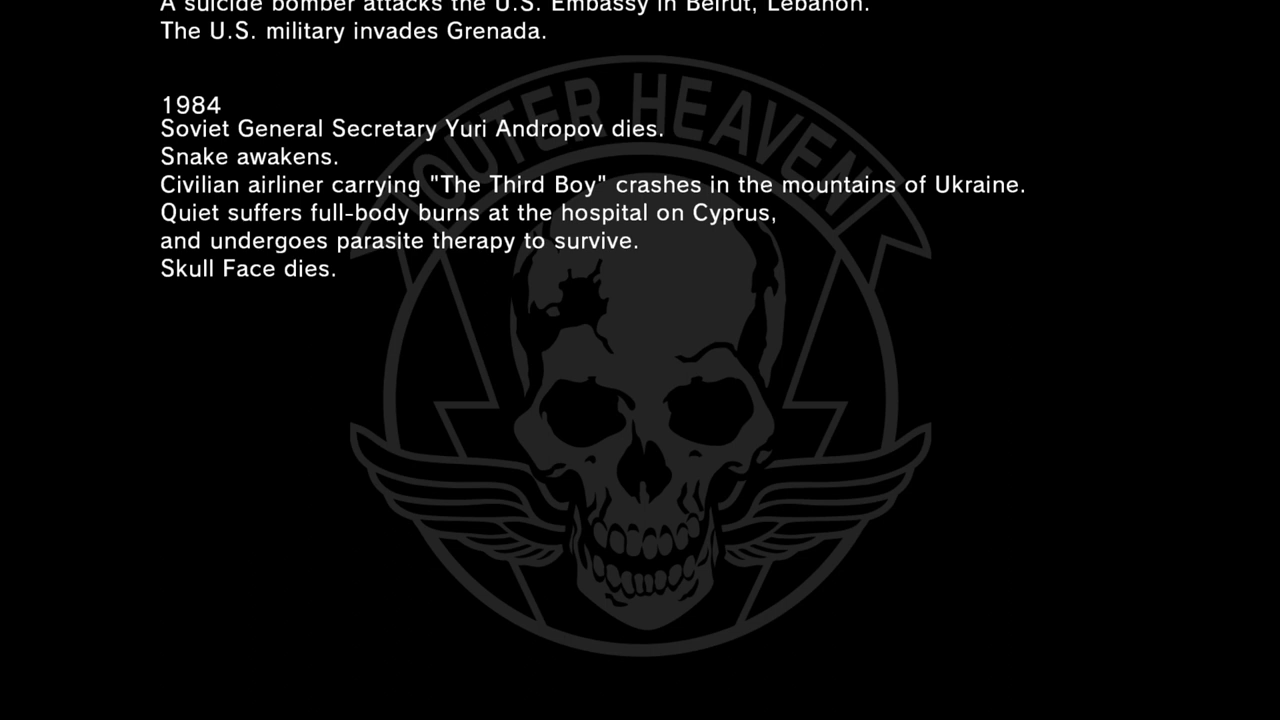 A suicide bomber attacks the U.S. Embassy in Beirut, Lebanon.
The U.S. military invades Grenada.
1984
Soviet General Secretary Yuri Andropov dies.
Snake awakens.
Civilian airliner carrying "The Third Boy" crashes in the mountains of Ukraine.
Quiet suffers full-body burns at the hospital on Cyprus,
and undergoes parasite therapy to survive.
Skull Face dies.
OUTER HEAVEN